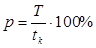 p = T / t_k · 100%